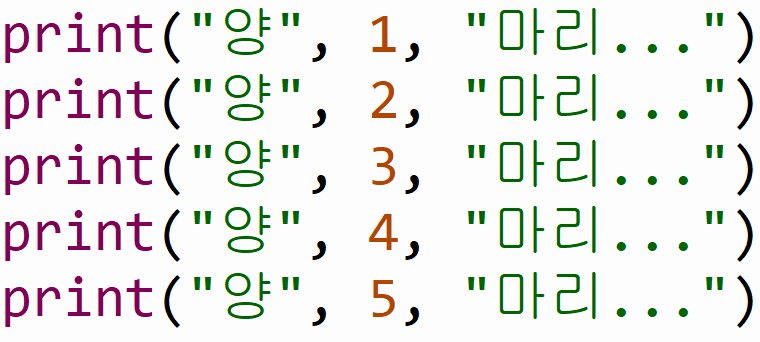 print("양", 1, "마리...")
print("양", 2, "마리...")
print("양", 3, "마리...")
print("양", 4, "마리...")
print("양", 5, "마리...")